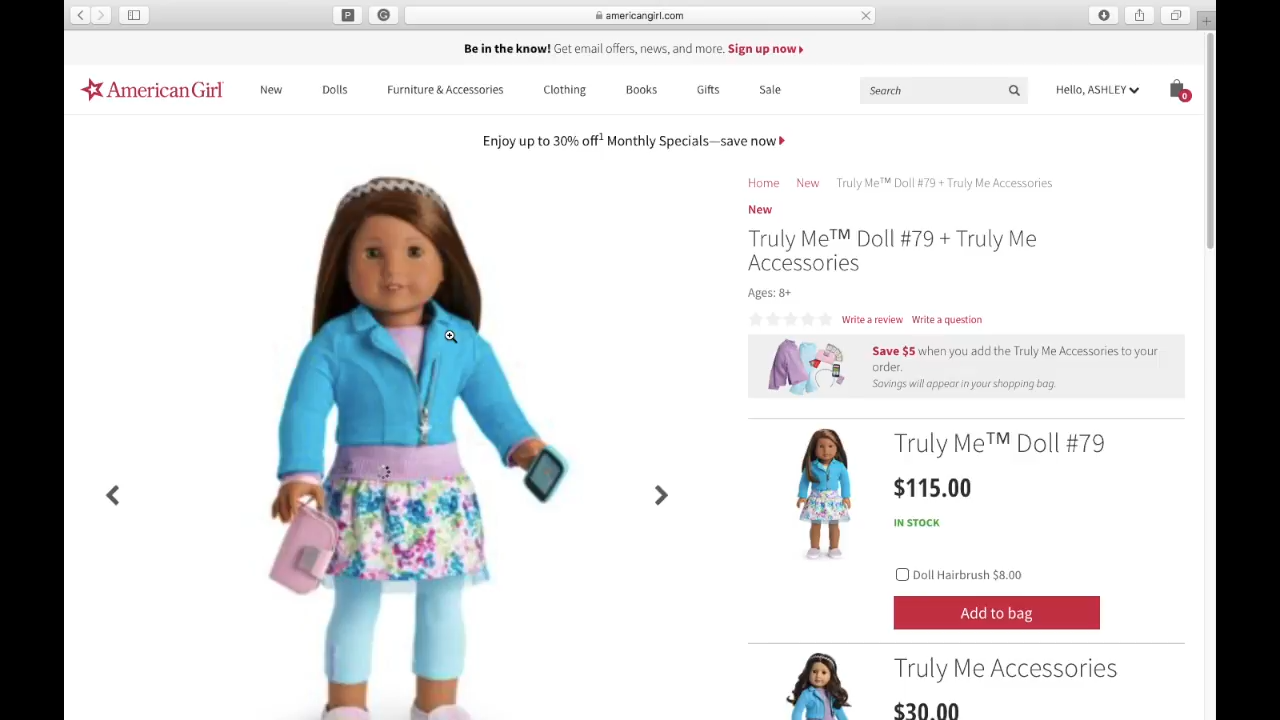 P
americangirl.com
Be in the know! Get email offers, news, and more. Sign up now
AmericanGirl
New
Dolls
Furniture & Accessories
Clothing
Books
Gifts
Sale
Search
Hello, ASHLEY
0
Enjoy up to 30% off1 Monthly Specials—save now
Home New Truly Me™ Doll #79 + Truly Me Accessories
New
Truly Me™ Doll #79 + Truly Me
Accessories
Ages: 8+
Write a review Write a question
Save $5 when you add the Truly Me Accessories to your
order.
Savings will appear in your shopping bag.
Truly Me™ Doll #79
$115.00
IN STOCK
Doll Hairbrush $8.00
Add to bag
Truly Me Accessories
$30.00